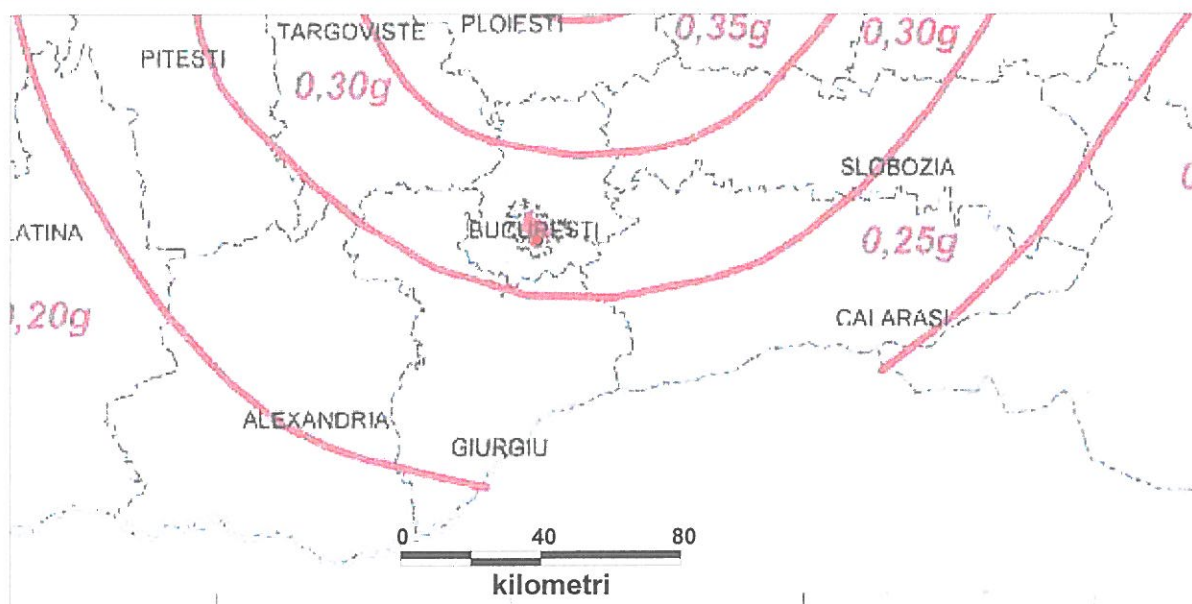 PLOIESTI
TARGOVISTE
0,35g
0,30g
PITESTI
0,30g
SLOBOZIA
BUCURESTI
LATINA
0,25g
0,20g
CALARASI
ALEXANDRIA
GIURGIU
0 40 80
kilometri